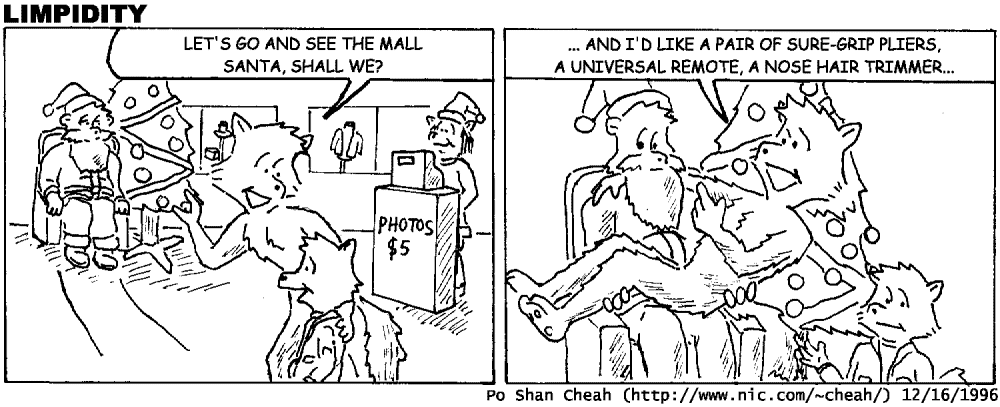 LIMPIDITY
LET'S GO AND SEE THE MALL
SANTA, SHALL WE?
PHOTOS
$5
... AND I'D LIKE A PAIR OF SURE-GRIP PLIERS,
A UNIVERSAL REMOTE, A NOSE HAIR TRIMMER...
Po Shan Cheah (http://www.nic.com/~cheah/) 12/16/1996